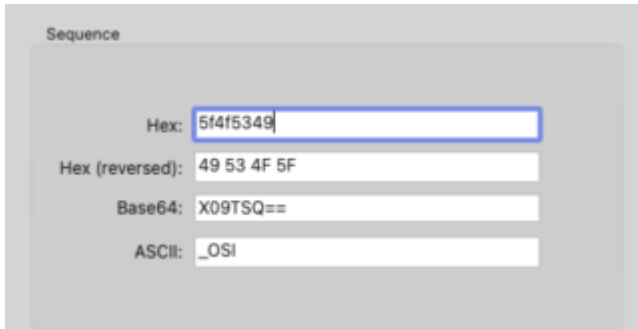 Sequence
Hex: 5f4f5349
Hex (reversed): 49 53 4F 5F
Base64: X09TSQ==
ASCII: _OSI